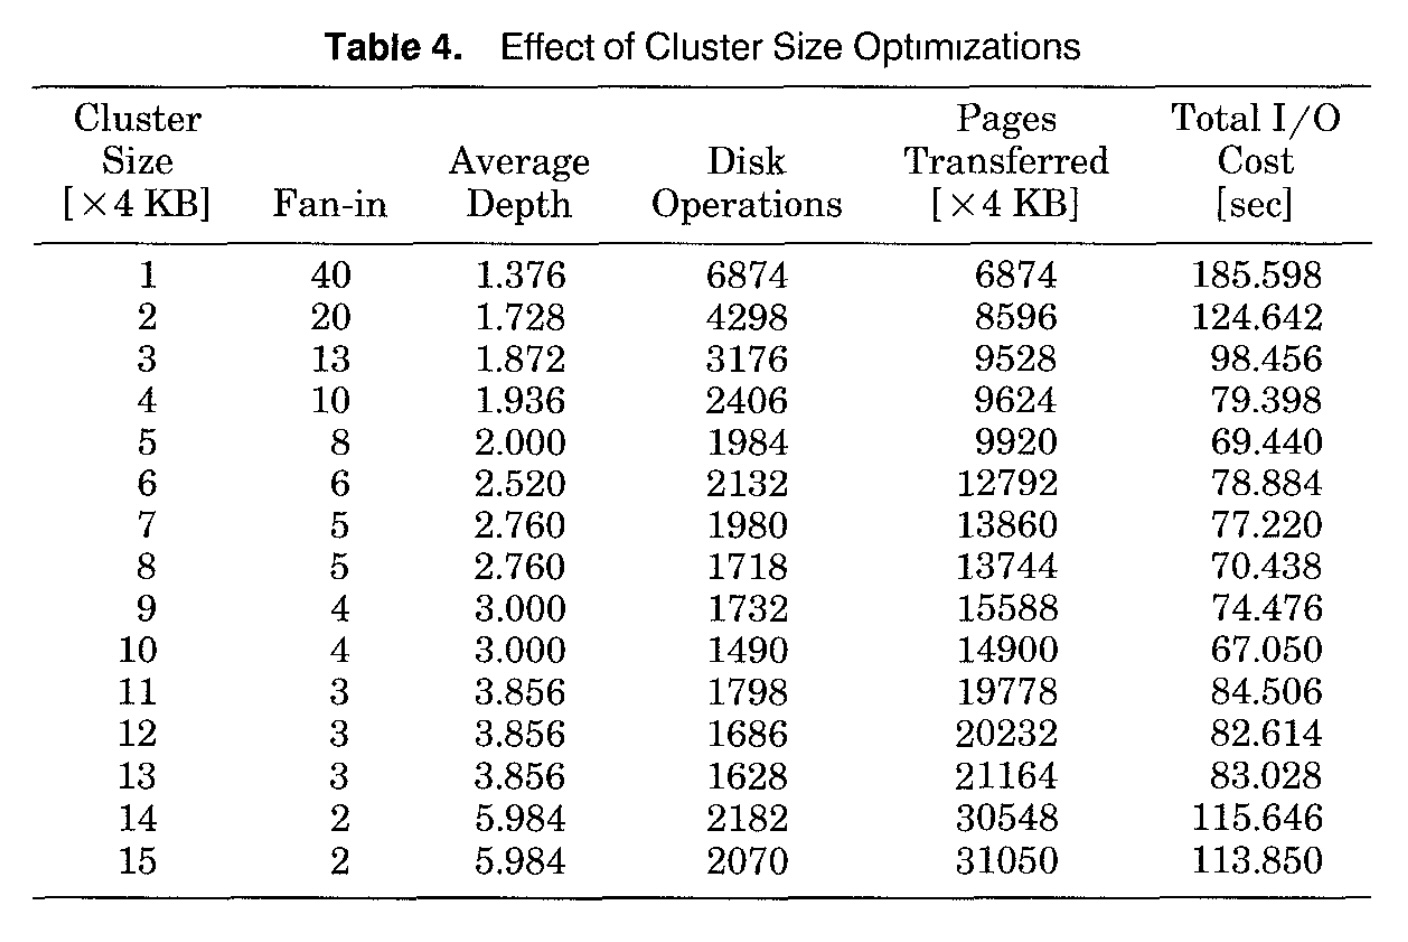 Table 4. Effect of Cluster Size Optimizations
Cluster Size [×4 KB] Fan-in Average Depth Disk Operations Pages Transferred [×4 KB] Total I/O Cost [sec]
1 40 1.376 6874 6874 185.598
2 20 1.728 4298 8596 124.642
3 13 1.872 3176 9528 98.456
4 10 1.936 2406 9624 79.398
5 8 2.000 1984 9920 69.440
6 6 2.520 2132 12792 78.884
7 5 2.760 1980 13860 77.220
8 5 2.760 1718 13744 70.438
9 4 3.000 1732 15588 74.476
10 4 3.000 1490 14900 67.050
11 3 3.856 1798 19778 84.506
12 3 3.856 1686 20232 82.614
13 3 3.856 1628 21164 83.028
14 2 5.984 2182 30548 115.646
15 2 5.984 2070 31050 113.850